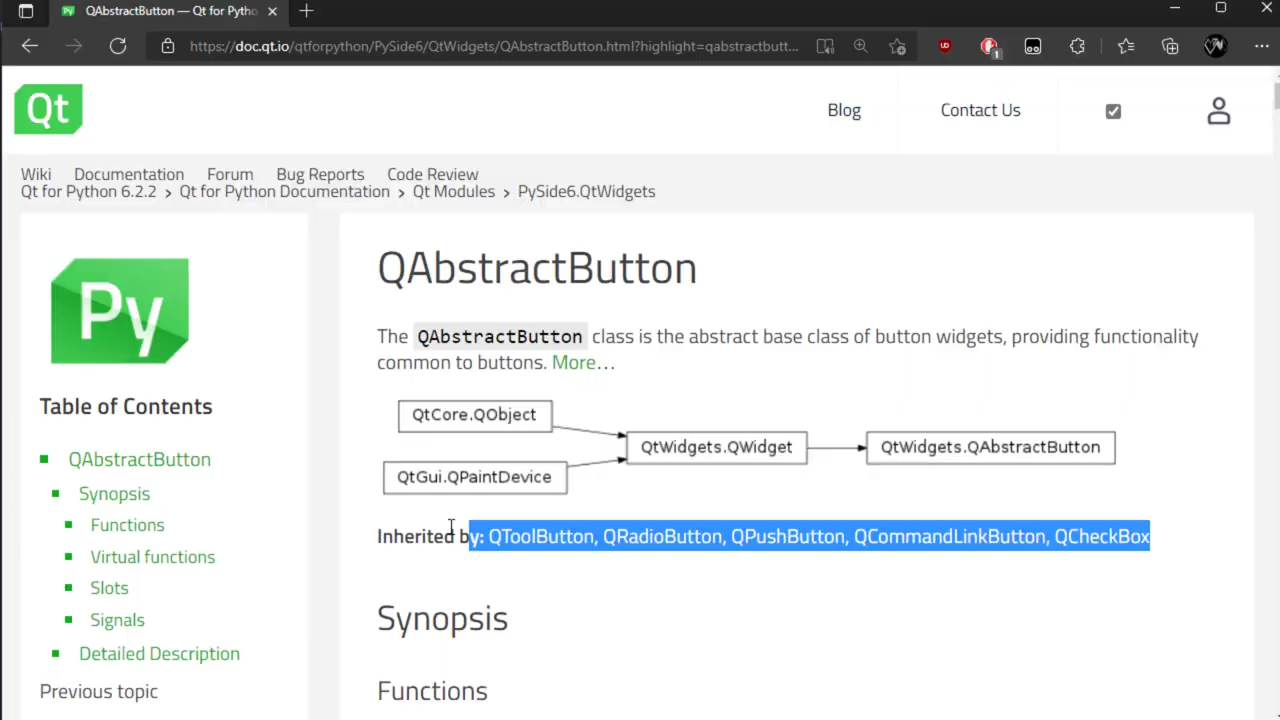 QAbstractButton — Qt for Pytho
https://doc.qt.io/qtforpython/PySide6/QtWidgets/QAbstractButton.html?highlight=qabstractbutt...
UD
1
Qt
Blog
Contact Us
Wiki Documentation Forum Bug Reports Code Review
Qt for Python 6.2.2 > Qt for Python Documentation > Qt Modules > PySide6.QtWidgets
Py
Table of Contents
QAbstractButton
Synopsis
Functions
Virtual functions
Slots
Signals
Detailed Description
Previous topic
QAbstractButton
The QAbstractButton class is the abstract base class of button widgets, providing functionality
common to buttons. More…
QtCore.QObject
QtGui.QPaintDevice
QtWidgets.QWidget
QtWidgets.QAbstractButton
Inherited by: QToolButton, QRadioButton, QPushButton, QCommandLinkButton, QCheckBox
Synopsis
Functions